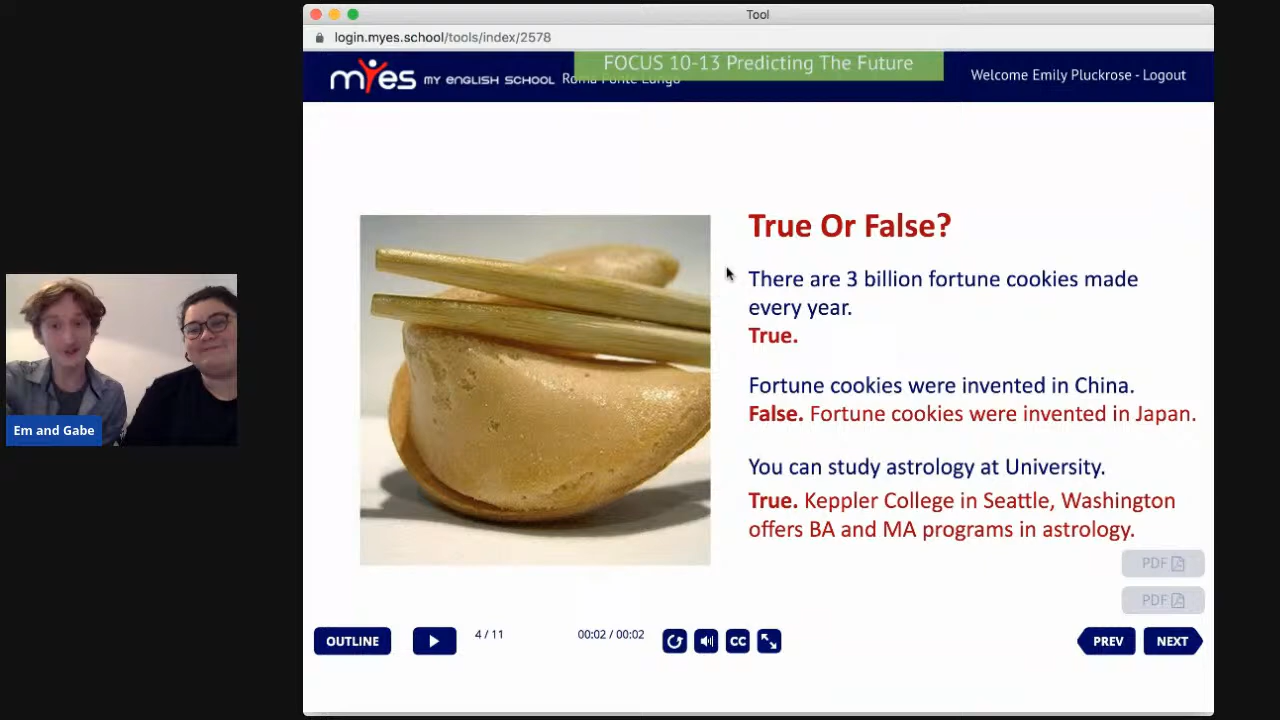 Tool
login.myes.school/tools/index/2578
FOCUS 10-13 Predicting The Future
myes MY ENGLISH SCHOOL Roma Ponte Lungo
Welcome Emily Pluckrose - Logout
True Or False?
There are 3 billion fortune cookies made
every year.
True.
Fortune cookies were invented in China.
False. Fortune cookies were invented in Japan.
You can study astrology at University.
True. Keppler College in Seattle, Washington
offers BA and MA programs in astrology.
Em and Gabe
PDF
PDF
OUTLINE
4 / 11
00:02 / 00:02
CC
PREV
NEXT